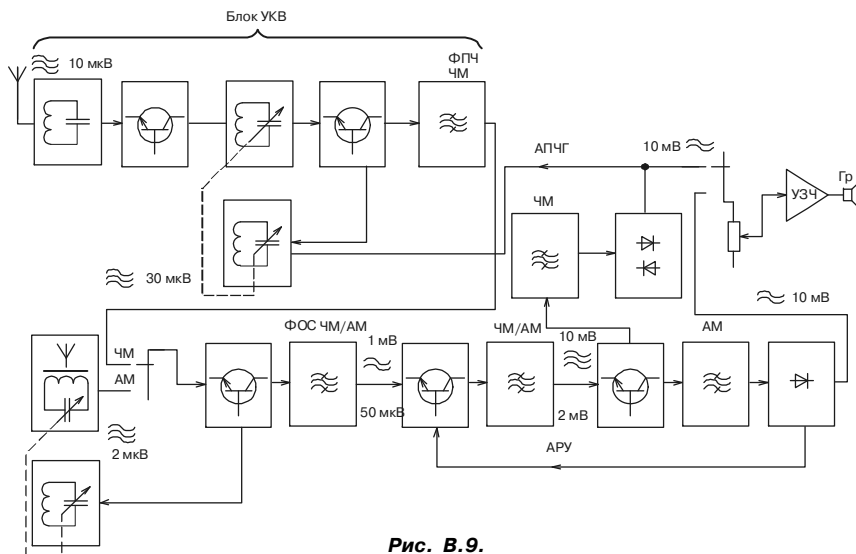 Блок УКВ
10 мкВ
ФПЧ
ЧМ
АПЧГ
10 мВ
УЗЧ
Гр
ЧМ
30 мкВ
10 мВ
ФОС ЧМ/АМ
1 мВ
ЧМ/АМ
10 мВ
АМ
ЧМ
АМ
50 мкВ
2 мВ
2 мкВ
АРУ
Рис. В.9.